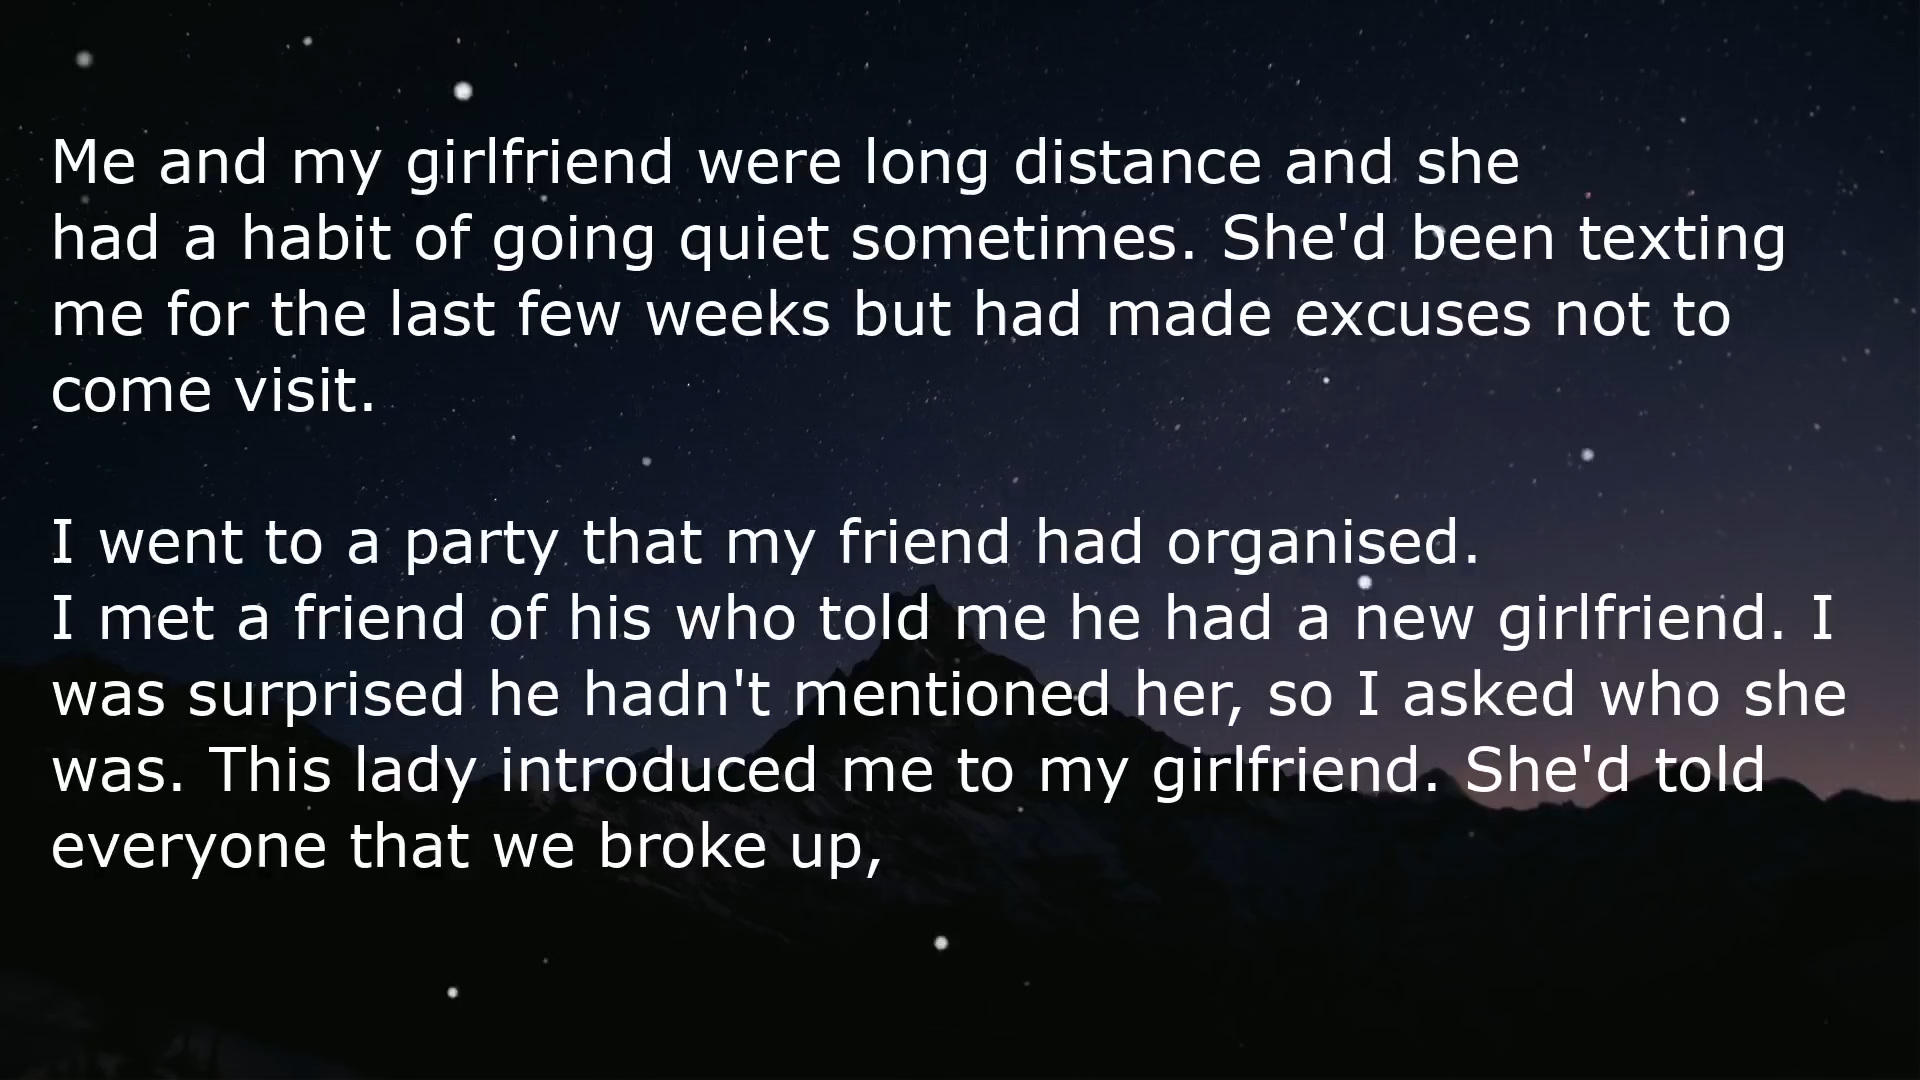 Me and my girlfriend were long distance and she
had a habit of going quiet sometimes. She'd been texting
me for the last few weeks but had made excuses not to
come visit.
I went to a party that my friend had organised.
I met a friend of his who told me he had a new girlfriend. I
was surprised he hadn't mentioned her, so I asked who she
was. This lady introduced me to my girlfriend. She'd told
everyone that we broke up,